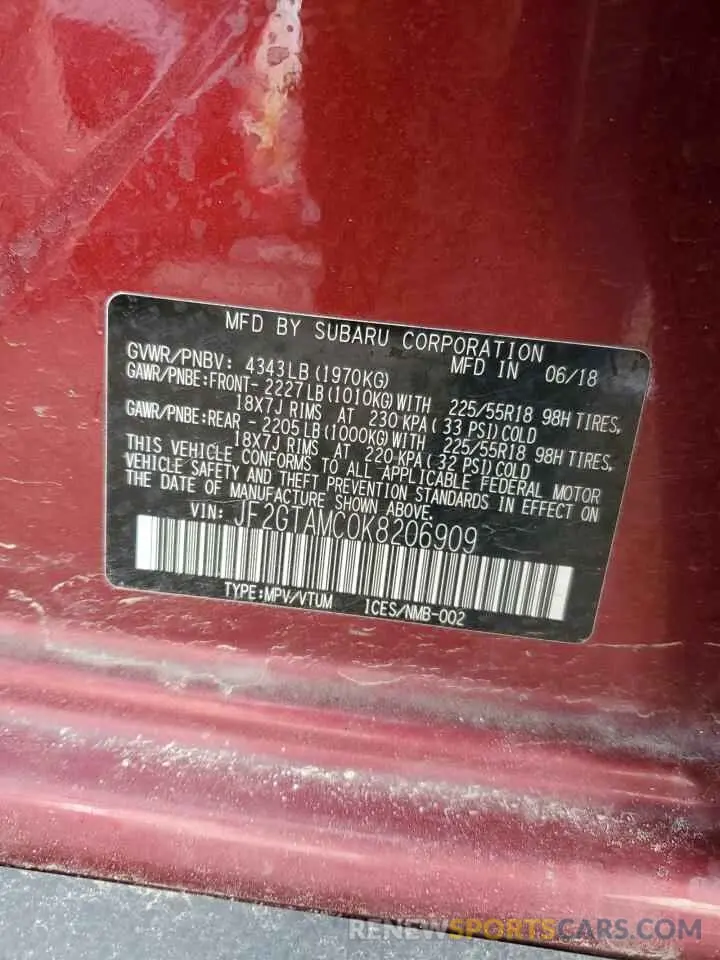 MFD BY SUBARU CORPORATION
GVWR/PNBV: 4343LB(1970KG) MFD IN 06/18
GAWR/PNBE:FRONT- 2227LB(1010KG)WITH 225/55R18 98H TIRES,
18X7J RIMS AT 230 KPA(33 PSI)COLD
GAWR/PNBE:REAR - 2205LB(1000KG)WITH 225/55R18 98H TIRES,
18X7J RIMS AT 220 KPA(32 PSI)COLD
THIS VEHICLE CONFORMS TO ALL APPLICABLE FEDERAL MOTOR
VEHICLE SAFETY AND THEFT PREVENTION STANDARDS IN EFFECT ON
THE DATE OF MANUFACTURE SHOWN ABOVE.
VIN: JF2GTAMC0K8206909
TYPE:MPV/VTUM ICES/NMB-002
RENEWSPORTSCARS.COM